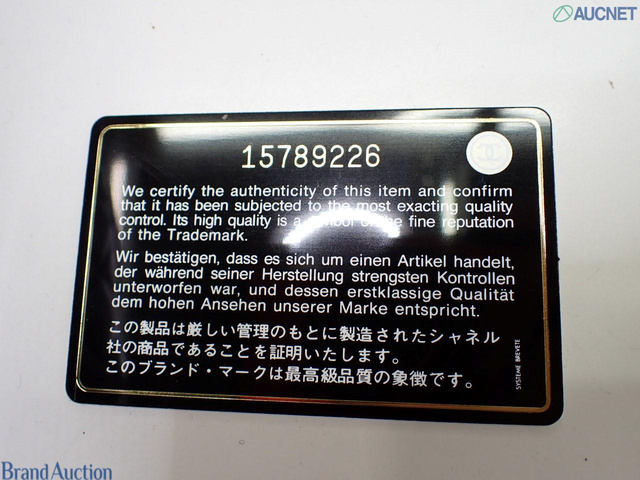 AUCNET
15789226
We certify the authenticity of this item and confirm
that it has been subjected to the most exacting quality
control. Its high quality is a symbol of the fine reputation
of the Trademark.
Wir bestätigen, dass es sich um einen Artikel handelt,
der während seiner Herstellung strengsten Kontrollen
unterworfen war, und dessen erstklassige Qualität
dem hohen Ansehen unserer Marke entspricht.
この製品は厳しい管理のもとに製造されたシャネル
社の商品であることを証明いたします。
このブランド・マークは最高級品質の象徴です。
SYSTEME BREVETE
Brand Auction